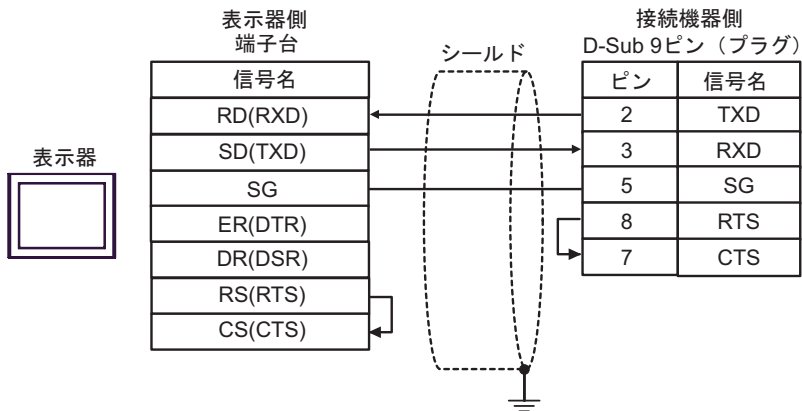 表示器側
端子台
接続機器側
D-Sub 9ピン（プラグ）
シールド
表示器
信号名
RD(RXD)
SD(TXD)
SG
ER(DTR)
DR(DSR)
RS(RTS)
CS(CTS)
ピン 信号名
2 TXD
3 RXD
5 SG
8 RTS
7 CTS